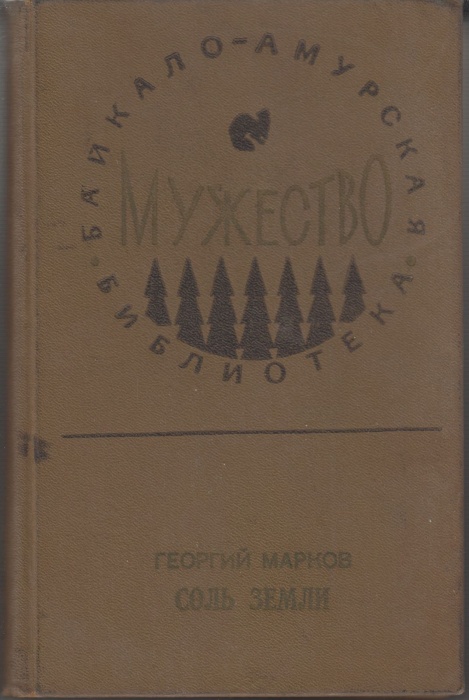 БАЙКАЛО-АМУРСКАЯ
МУЖЕСТВО
БИБЛИОТЕКА
ГЕОРГИЙ МАРКОВ
СОЛЬ ЗЕМЛИ